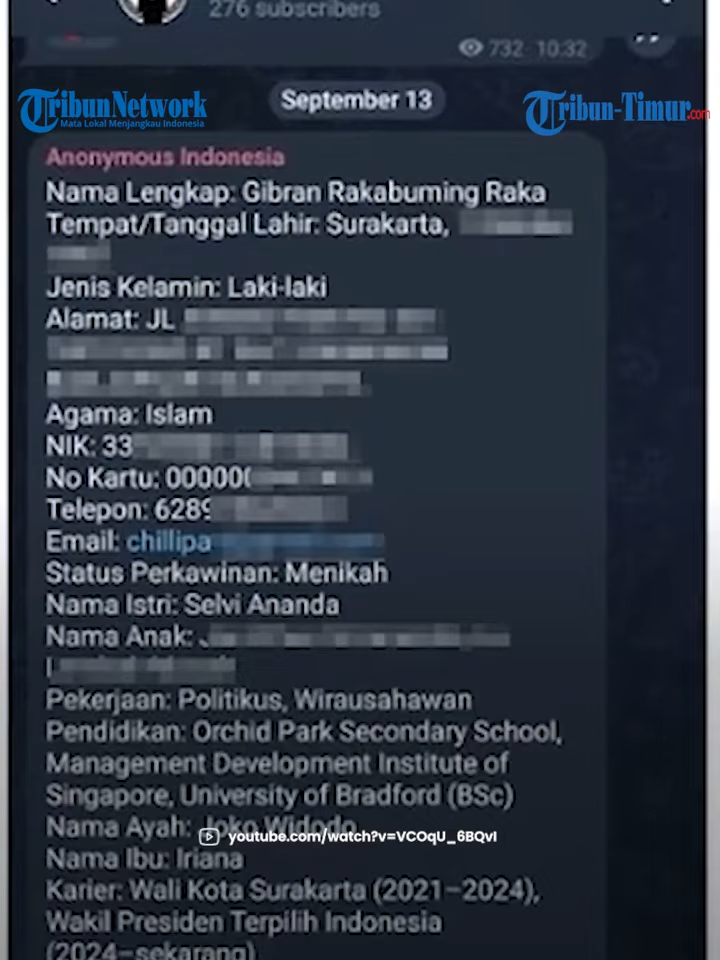 276 subscribers
732 10:32
TribunNetwork
Mata Lokal Menjangkau Indonesia
September 13
Tribun-Timur.com
Anonymous Indonesia
Nama Lengkap: Gibran Rakabuming Raka
Tempat/Tanggal Lahir: Surakarta,
Jenis Kelamin: Laki-laki
Alamat: JL
Agama: Islam
NIK: 33
No Kartu: 00000
Telepon: 628
Email: chillipa
Status Perkawinan: Menikah
Nama Istri: Selvi Ananda
Nama Anak:
Pekerjaan: Politikus, Wirausahawan
Pendidikan: Orchid Park Secondary School,
Management Development Institute of
Singapore, University of Bradford (BSc)
Nama Ayah: Joko Widodo
youtube.com/watch?v=VCOqU_6BQvI
Nama Ibu: Iriana
Karier: Wali Kota Surakarta (2021–2024),
Wakil Presiden Terpilih Indonesia
(2024–sekarang)